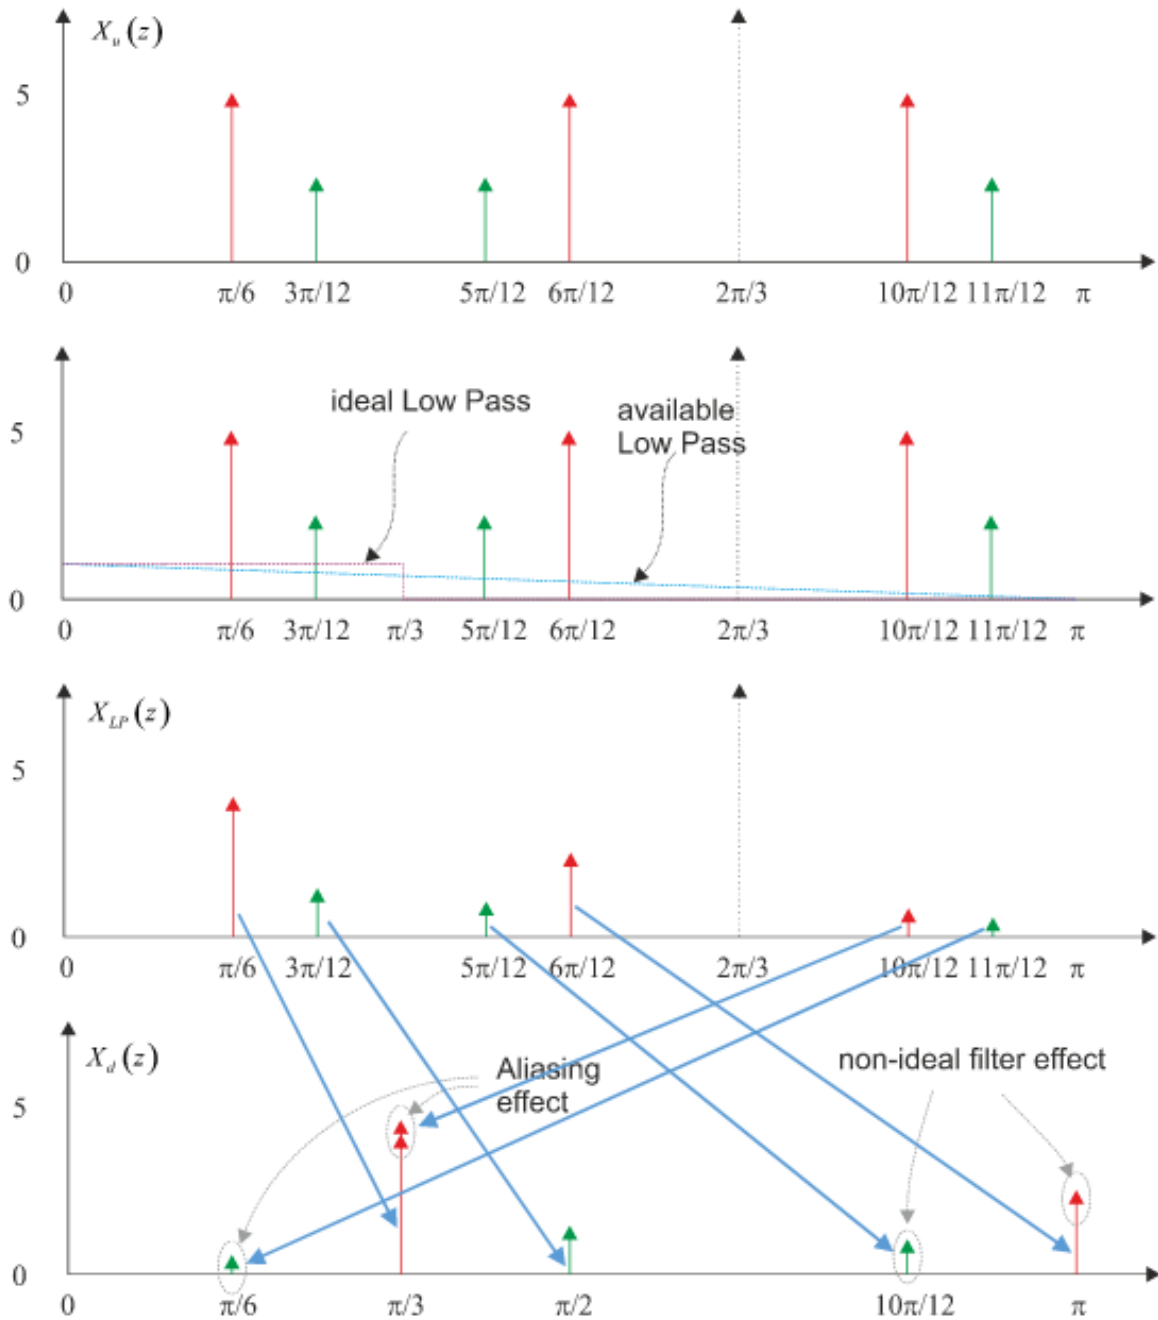 X_u(z)
5
0
0 π/6 3π/12 5π/12 6π/12 2π/3 10π/12 11π/12 π
ideal Low Pass
available
Low Pass
5
0
0 π/6 3π/12 π/3 5π/12 6π/12 2π/3 10π/12 11π/12 π
X_LP(z)
5
0
0 π/6 3π/12 5π/12 6π/12 2π/3 10π/12 11π/12 π
X_d(z)
Aliasing
effect
non-ideal filter effect
5
0
0 π/6 π/3 π/2 10π/12 π